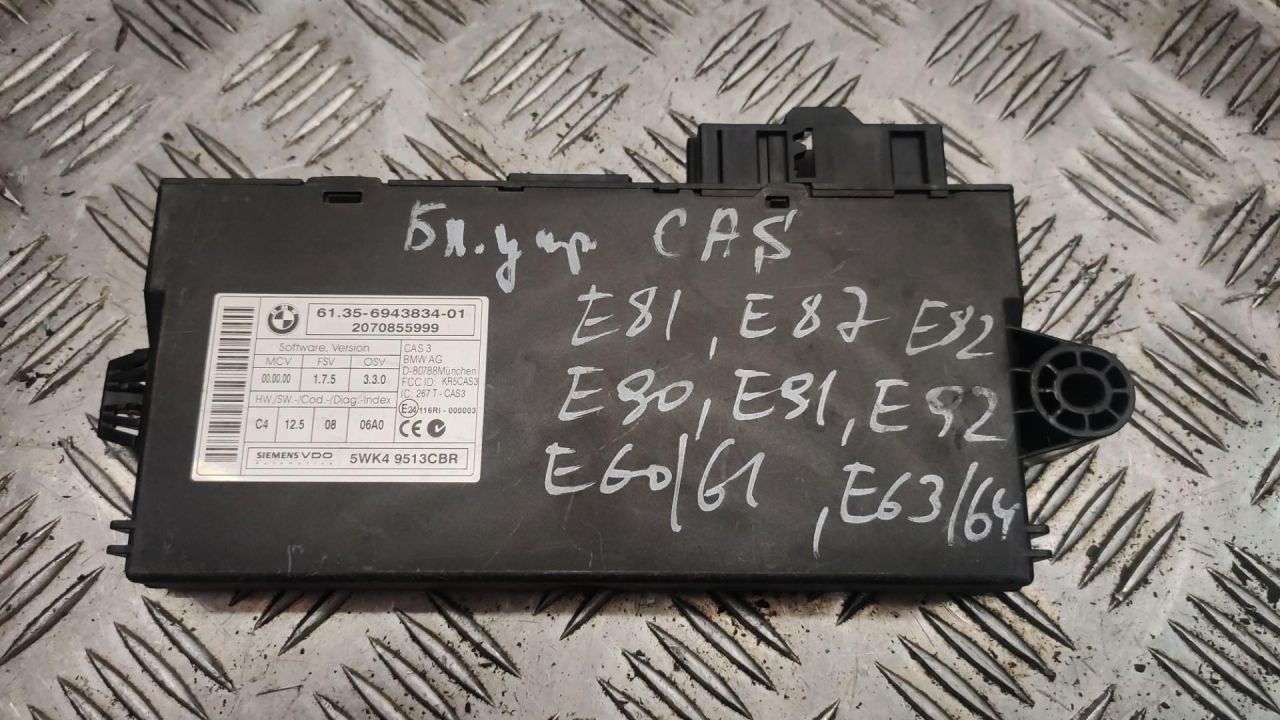 Бл.упр CAS
E81, E87 E82
E90, E91, E92
E60/61, E63/64
BMW
61.35-6943834-01
2070855999
Software, Version
MCV FSV OSV
00.00.00 1.7.5 3.3.0
HW./SW.-/Cod.-/Diag.-Index
C4 12.5 08 06A0
CAS 3
BMW AG
D-80788München
FCC ID: KR5CAS3
IC: 267 T - CAS3
E24 116RI - 000003
CE
SIEMENS VDO
Automotive
5WK4 9513CBR